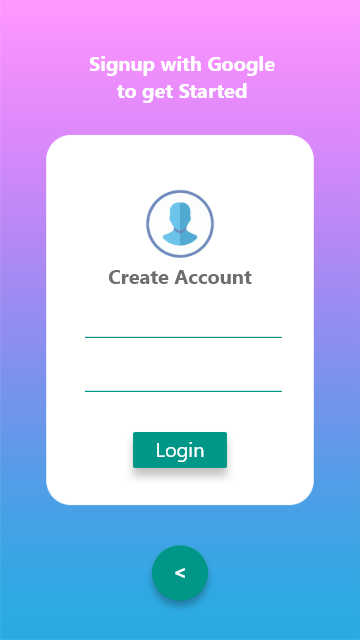 Signup with Google
to get Started
Create Account
Login
<